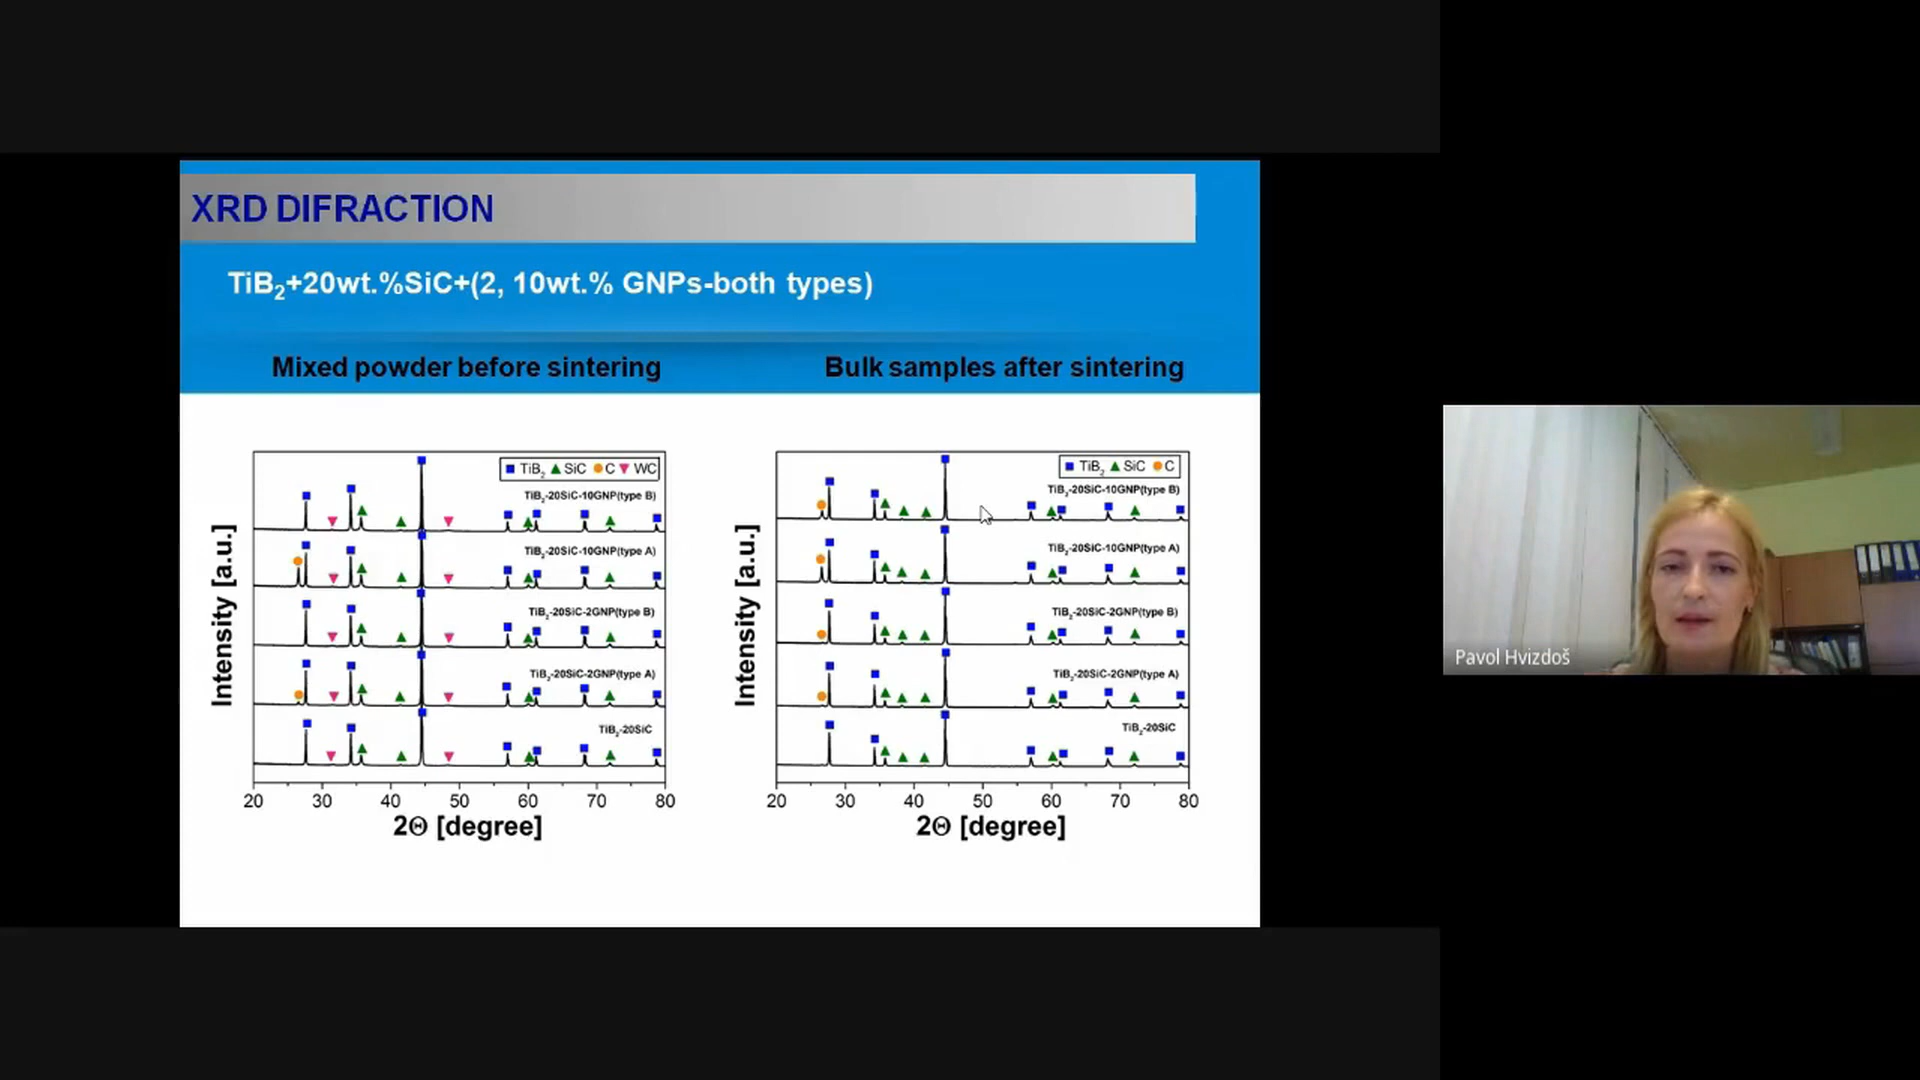 XRD DIFRACTION
TiB2+20wt.%SiC+(2, 10wt.% GNPs-both types)
Mixed powder before sintering
Bulk samples after sintering
TiB2 SiC C WC
TiB2-20SiC-10GNP(type B)
TiB2-20SiC-10GNP(type A)
TiB2-20SiC-2GNP(type B)
TiB2-20SiC-2GNP(type A)
TiB2-20SiC
Intensity [a.u.]
20 30 40 50 60 70 80
2Θ [degree]
TiB2 SiC C
TiB2-20SiC-10GNP(type B)
TiB2-20SiC-10GNP(type A)
TiB2-20SiC-2GNP(type B)
TiB2-20SiC-2GNP(type A)
TiB2-20SiC
Intensity [a.u.]
20 30 40 50 60 70 80
2Θ [degree]
Pavol Hvizdoš